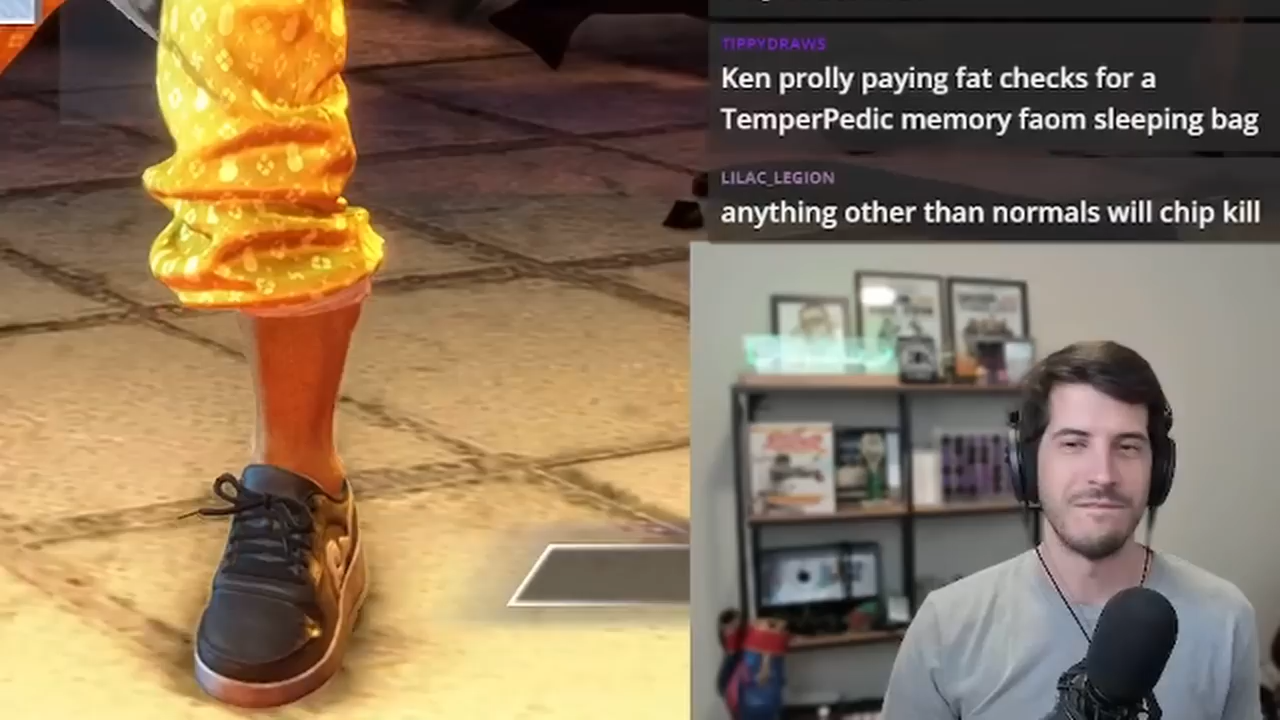 TIPPYDRAWS
Ken prolly paying fat checks for a
TemperPedic memory faom sleeping bag
LILAC_LEGION
anything other than normals will chip kill